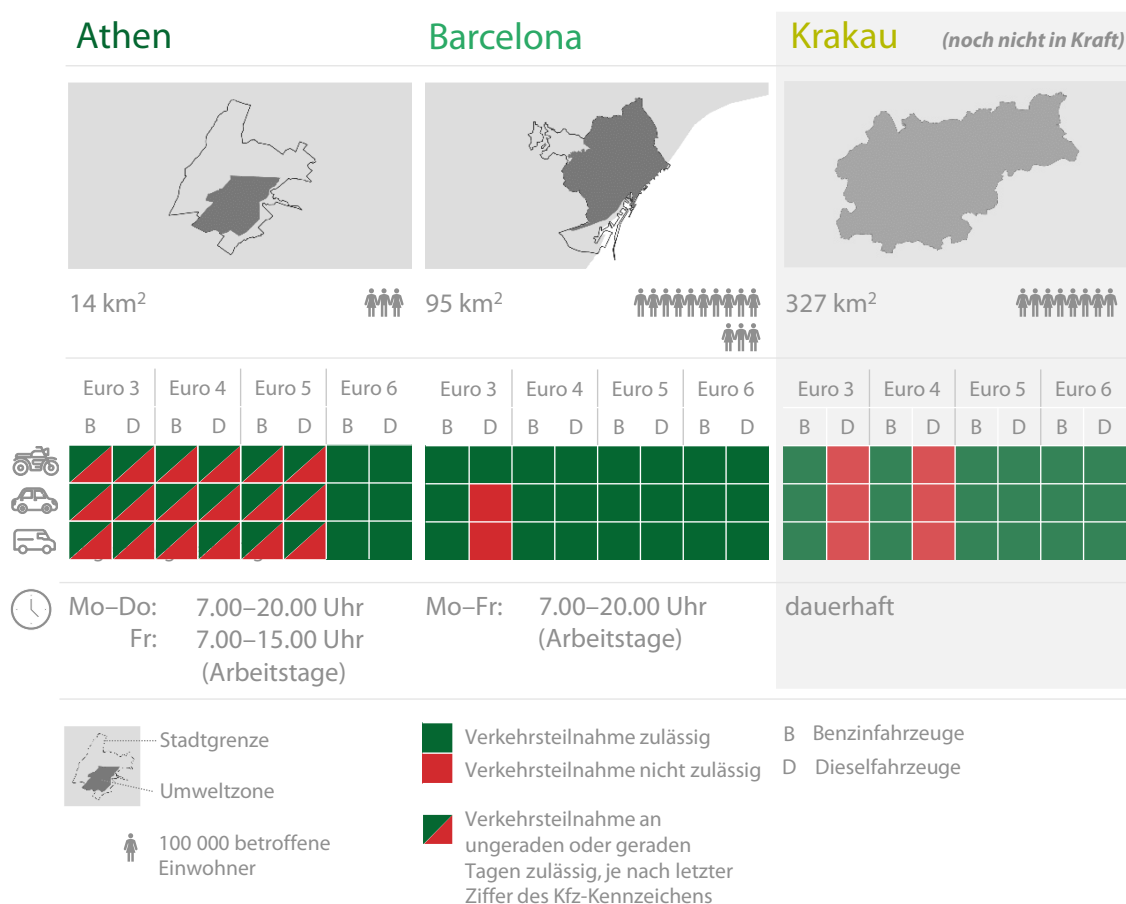 Athen
Barcelona
Krakau (noch nicht in Kraft)
14 km²
95 km²
327 km²
Euro 3 Euro 4 Euro 5 Euro 6
B D B D B D B D
Euro 3 Euro 4 Euro 5 Euro 6
B D B D B D B D
Euro 3 Euro 4 Euro 5 Euro 6
B D B D B D B D
Mo–Do: 7.00–20.00 Uhr
Fr: 7.00–15.00 Uhr
(Arbeitstage)
Mo–Fr: 7.00–20.00 Uhr
(Arbeitstage)
dauerhaft
Stadtgrenze
Umweltzone
100 000 betroffene
Einwohner
Verkehrsteilnahme zulässig
Verkehrsteilnahme nicht zulässig
Verkehrsteilnahme an
ungeraden oder geraden
Tagen zulässig, je nach letzter
Ziffer des Kfz-Kennzeichens
B Benzinfahrzeuge
D Dieselfahrzeuge